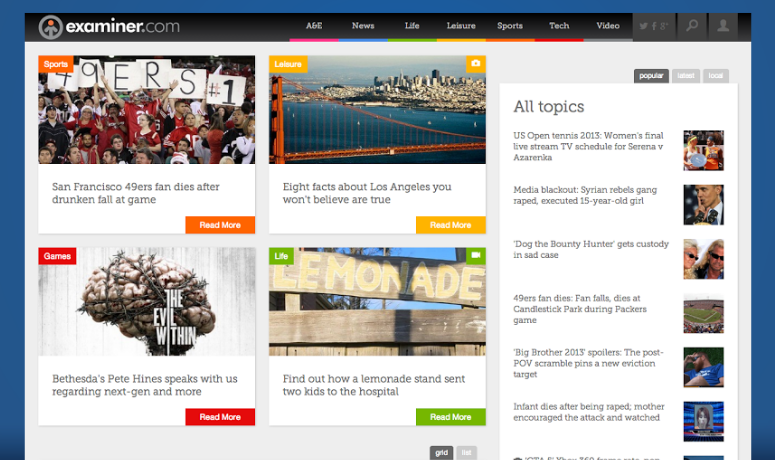 examiner.com
A&E
News
Life
Leisure
Sports
Tech
Video
Sports
49ERS #1
San Francisco 49ers fan dies after
drunken fall at game
Read More
Leisure
Eight facts about Los Angeles you
won't believe are true
Read More
Games
THE
EVIL
WITHIN
Bethesda's Pete Hines speaks with us
regarding next-gen and more
Read More
Life
LEMONADE
Find out how a lemonade stand sent
two kids to the hospital
Read More
grid
list
popular
latest
local
All topics
US Open tennis 2013: Women's final
live stream TV schedule for Serena v
Azarenka
Media blackout: Syrian rebels gang
raped, executed 15-year-old girl
'Dog the Bounty Hunter' gets custody
in sad case
49ers fan dies: Fan falls, dies at
Candlestick Park during Packers
game
'Big Brother 2013' spoilers: The post-
POV scramble pins a new eviction
target
Infant dies after being raped; mother
encouraged the attack and watched